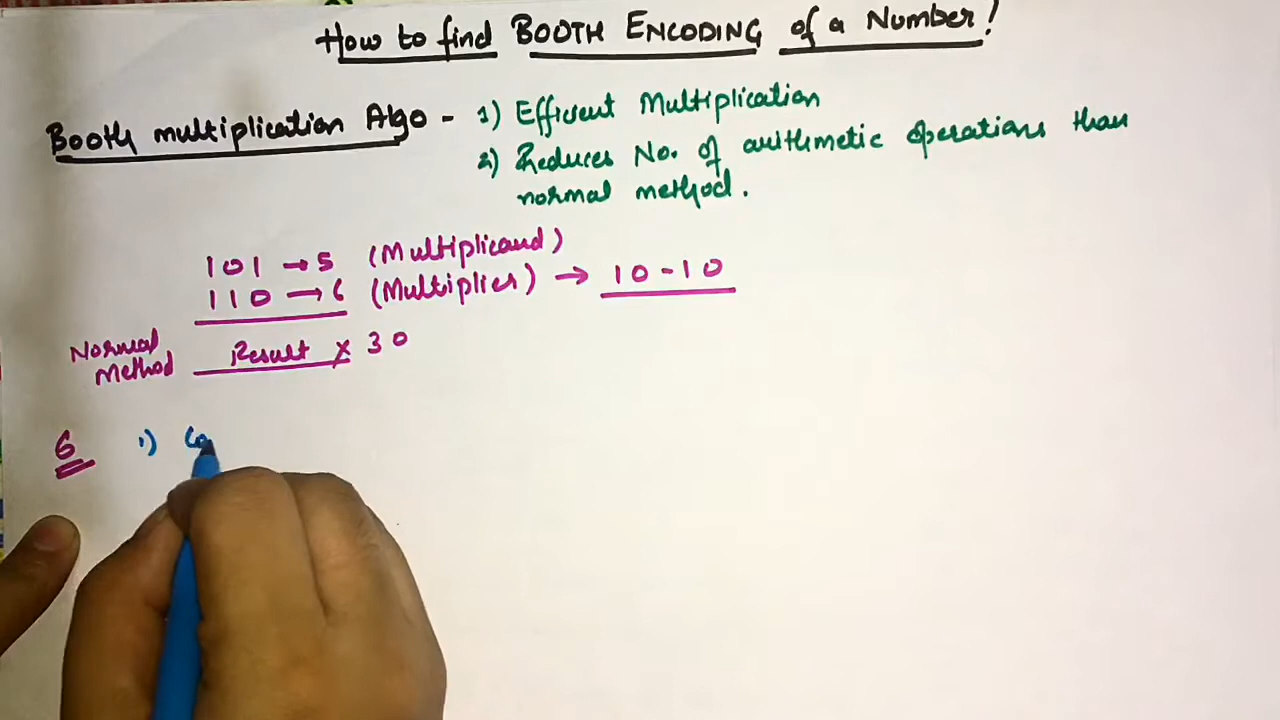 How to find BOOTH ENCODING of a Number!
Booth multiplication Algo - 1) Efficient Multiplication
2) Reduces No. of arithmetic operations than
normal method.
101 → 5 (Multiplicand)
110 → 6 (Multiplier) → 10-10
Normal Method Result X 30
6 1) Co